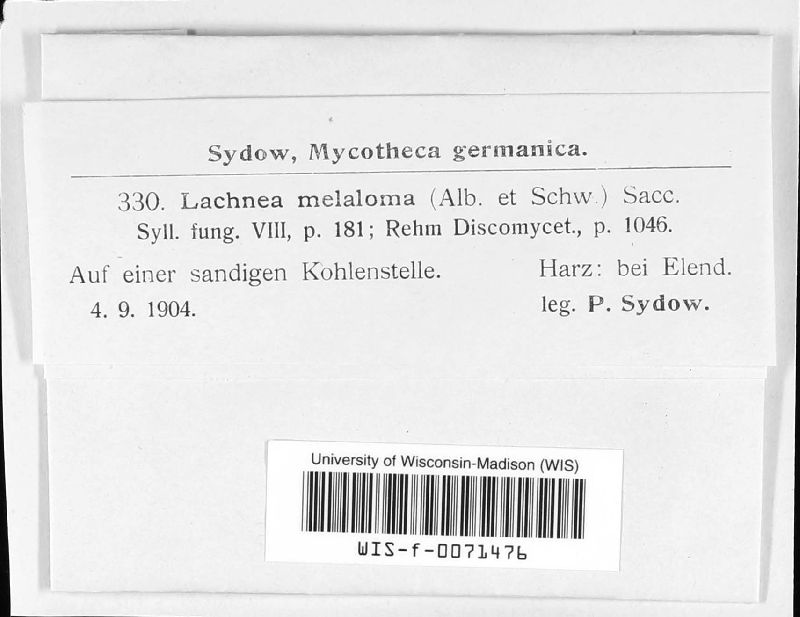 Sydow, Mycotheca germanica.
330. Lachnea melaloma (Alb. et Schw.) Sacc.
Syll. fung. VIII, p. 181; Rehm Discomycet., p. 1046.
Auf einer sandigen Kohlenstelle. Harz: bei Elend.
4. 9. 1904. leg. P. Sydow.
University of Wisconsin-Madison (WIS)
WIS-f-0071476